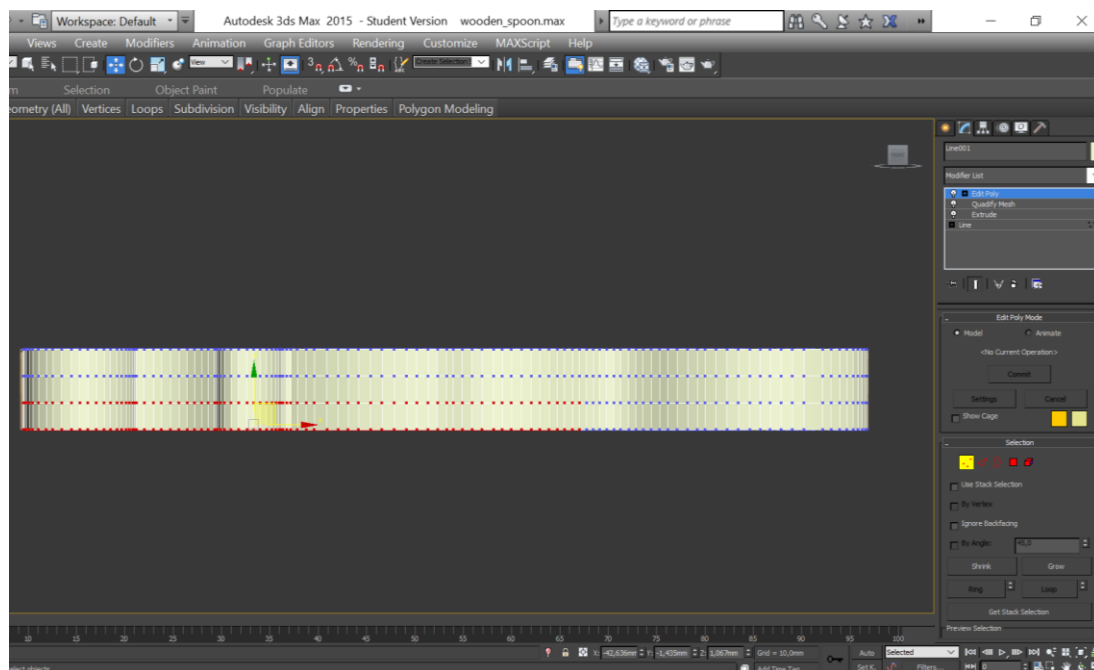 Workspace: Default Autodesk 3ds Max 2015 - Student Version wooden_spoon.max Type a keyword or phrase
Views Create Modifiers Animation Graph Editors Rendering Customize MAXScript Help
View Create Selection
Selection Object Paint Populate
eometry (All) Vertices Loops Subdivision Visibility Align Properties Polygon Modeling
Line001
Modifier List
Edit Poly
Quadify Mesh
Extrude
Line
Edit Poly Mode
Model Animate
<No Current Operation>
Commit
Settings Cancel
Show Cage
Selection
Use Stack Selection
By Vertex
Ignore Backfacing
By Angle: 45,0
Shrink Grow
Ring Loop
Get Stack Selection
Preview Selection
10 15 20 25 30 35 40 45 50 55 60 65 70 75 80 85 90 95 100
X: -42,636mm Y: -1,435mm Z: 1,067mm Grid = 10,0mm Auto Selected
elect objects Add Time Tag Set K. Filters... 0